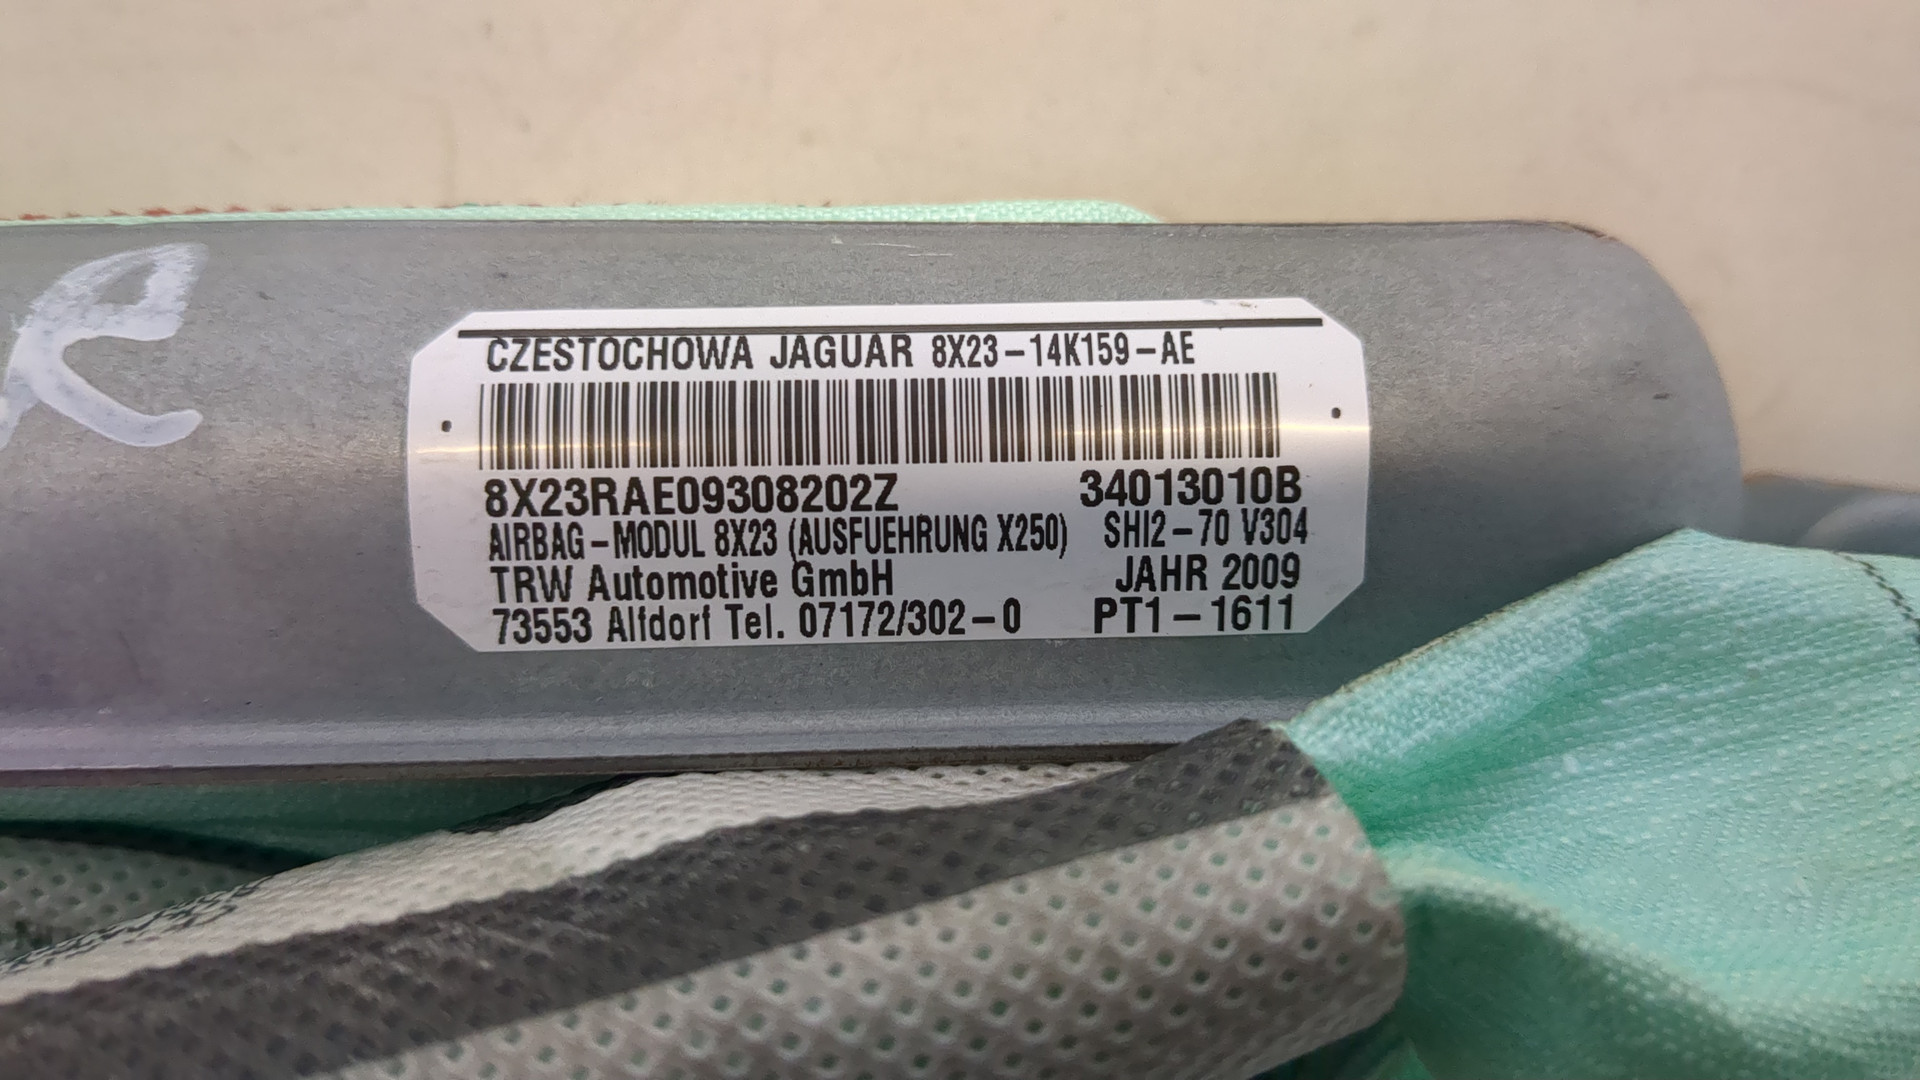 R
CZESTOCHOWA JAGUAR 8X23-14K159-AE
8X23RAE09308202Z 34013010B
AIRBAG-MODUL 8X23 (AUSFUEHRUNG X250) SHI2-70 V304
TRW Automotive GmbH JAHR 2009
73553 Alfdorf Tel. 07172/302-0 PT1-1611